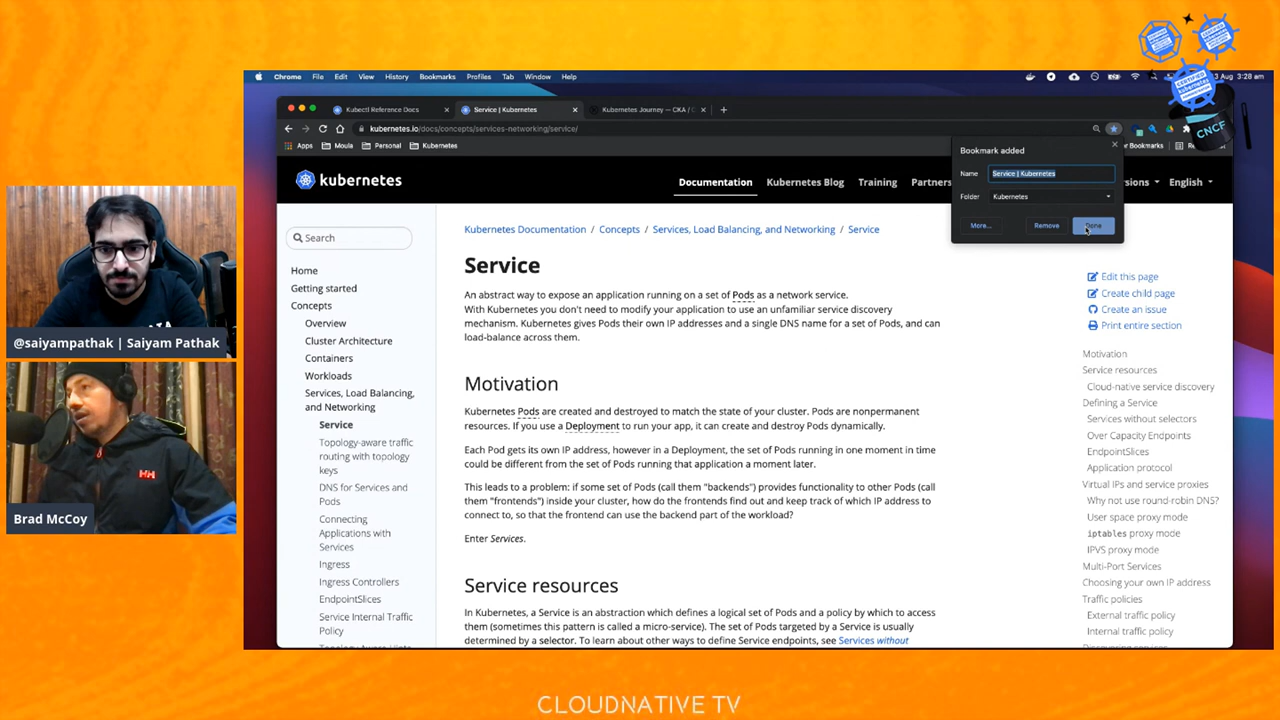 Chrome File Edit View History Bookmarks Profiles Tab Window Help
Aug 3:28 am
Kubectl Reference Docs
Service | Kubernetes
Kubernetes Journey — CKA / C
kubernetes.io/docs/concepts/services-networking/service/
Apps Moula Personal Kubernetes
r Bookmarks
CNCF
Bookmark added
Name Service | Kubernetes
Folder Kubernetes
More... Remove Done
kubernetes
Documentation Kubernetes Blog Training Partners
sions English
Search
Home
Getting started
Concepts
Overview
Cluster Architecture
Containers
Workloads
Services, Load Balancing,
and Networking
Service
Topology-aware traffic
routing with topology
keys
DNS for Services and
Pods
Connecting
Applications with
Services
Ingress
Ingress Controllers
EndpointSlices
Service Internal Traffic
Policy
Topology Aware Hints
Kubernetes Documentation / Concepts / Services, Load Balancing, and Networking / Service
Service
An abstract way to expose an application running on a set of Pods as a network service.
With Kubernetes you don't need to modify your application to use an unfamiliar service discovery
mechanism. Kubernetes gives Pods their own IP addresses and a single DNS name for a set of Pods, and can
load-balance across them.
Motivation
Kubernetes Pods are created and destroyed to match the state of your cluster. Pods are nonpermanent
resources. If you use a Deployment to run your app, it can create and destroy Pods dynamically.
Each Pod gets its own IP address, however in a Deployment, the set of Pods running in one moment in time
could be different from the set of Pods running that application a moment later.
This leads to a problem: if some set of Pods (call them "backends") provides functionality to other Pods (call
them "frontends") inside your cluster, how do the frontends find out and keep track of which IP address to
connect to, so that the frontend can use the backend part of the workload?
Enter Services.
Service resources
In Kubernetes, a Service is an abstraction which defines a logical set of Pods and a policy by which to access
them (sometimes this pattern is called a micro-service). The set of Pods targeted by a Service is usually
determined by a selector. To learn about other ways to define Service endpoints, see Services without
Edit this page
Create child page
Create an issue
Print entire section
Motivation
Service resources
Cloud-native service discovery
Defining a Service
Services without selectors
Over Capacity Endpoints
EndpointSlices
Application protocol
Virtual IPs and service proxies
Why not use round-robin DNS?
User space proxy mode
iptables proxy mode
IPVS proxy mode
Multi-Port Services
Choosing your own IP address
Traffic policies
External traffic policy
Internal traffic policy
Discovering services
@saiyampathak | Saiyam Pathak
HH
Brad McCoy
CLOUDNATIVE TV